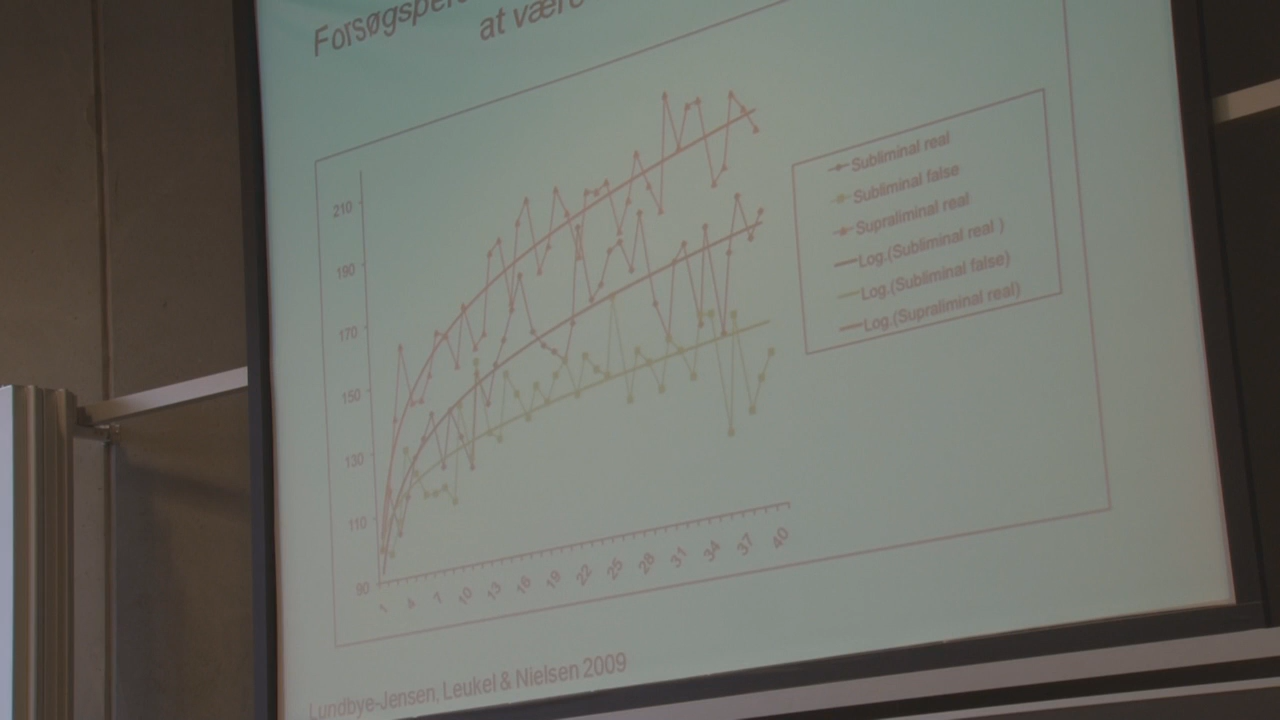 at være
210
190
170
150
130
110
90
1 4 7 10 13 16 19 22 25 28 31 34 37 40
Subliminal real
Subliminal false
Supraliminal real
Log.(Subliminal real )
Log.(Subliminal false)
Log.(Supraliminal real)
Lundbye-Jensen, Leukel & Nielsen 2009